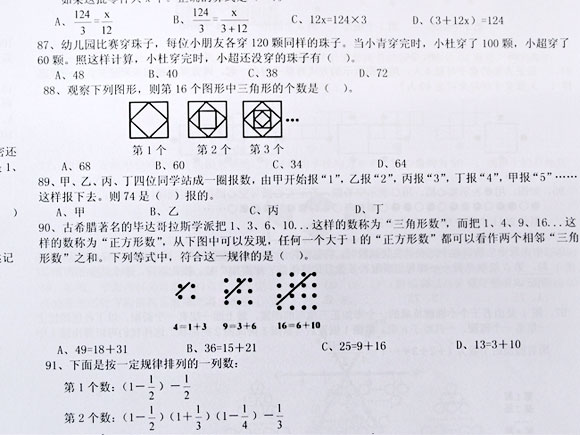 A、124/3=x/12 B、124/3=x/(3+12) C、12x=124×3 D、(3+12x)=124
87、幼儿园比赛穿珠子,每位小朋友各穿120颗同样的珠子。当小青穿完时,小杜穿了100颗,小超穿了
60颗。照这样计算,小杜穿完时,小超还没穿的珠子有( )。
A、48 B、40 C、38 D、72
88、观察下列图形,则第16个图形中三角形的个数是( )。
···
第1个 第2个 第3个
A、68 B、60 C、34 D、64
89、甲、乙、丙、丁四位同学站成一圈报数,由甲开始报“1”,乙报“2”,丙报“3”,丁报“4”,甲报“5”······
这样报下去。则74是( )报的。
A、甲 B、乙 C、丙 D、丁
90、古希腊著名的毕达哥拉斯学派把1、3、6、10...这样的数称为“三角形数”,而把1、4、9、16...这
样的数称为“正方形数”,从下图中可以发现,任何一个大于1的“正方形数”都可以看作两个相邻“三角
形数”之和。下列等式中,符合这一规律的是( )。
4=1+3 9=3+6 16=6+10
A、49=18+31 B、36=15+21 C、25=9+16 D、13=3+10
91、下面是按一定规律排列的一列数:
第1个数:(1-1/2)-1/2
第2个数:(1-1/2)(1+1/3)(1-1/4)-1/3